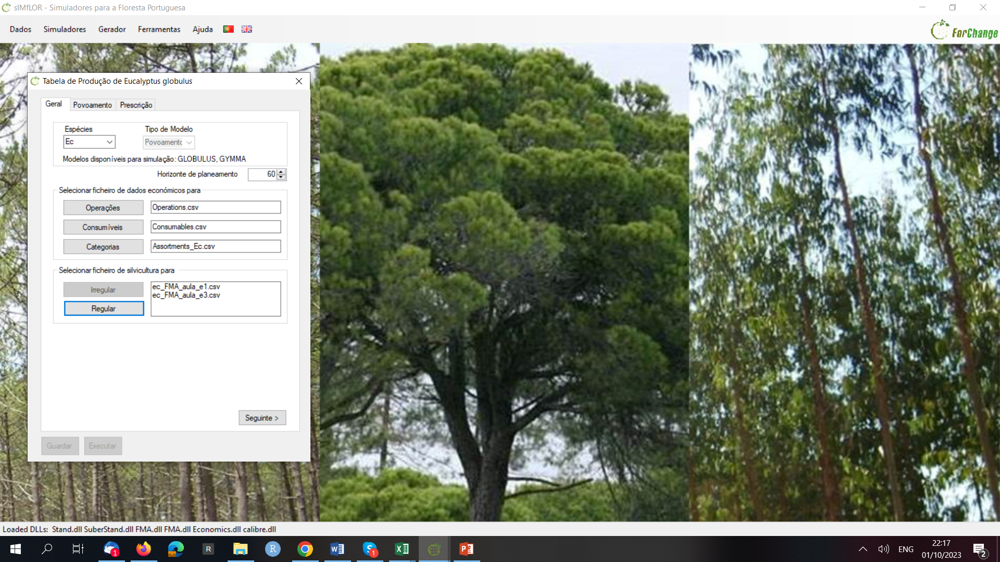 sIMfLOR - Simuladores para a Floresta Portuguesa
Dados Simuladores Gerador Ferramentas Ajuda
ForChange
Tabela de Produção de Eucalyptus globulus
Geral Povoamento Prescrição
Espécies Tipo de Modelo
Ec Povoamentc
Modelos disponíveis para simulação: GLOBULUS, GYMMA
Horizonte de planeamento 60
Selecionar ficheiro de dados económicos para
Operações Operations.csv
Consumíveis Consumables.csv
Categorias Assortments_Ec.csv
Selecionar ficheiro de silvicultura para
Irregular ec_FMA_aula_e1.csv
ec_FMA_aula_e3.csv
Regular
Seguinte >
Guardar Executar
Loaded DLLs: Stand.dll SuberStand.dll FMA.dll FMA.dll Economics.dll calibre.dll
1 R R W S 1 X P ENG 22:17
01/10/2023 2